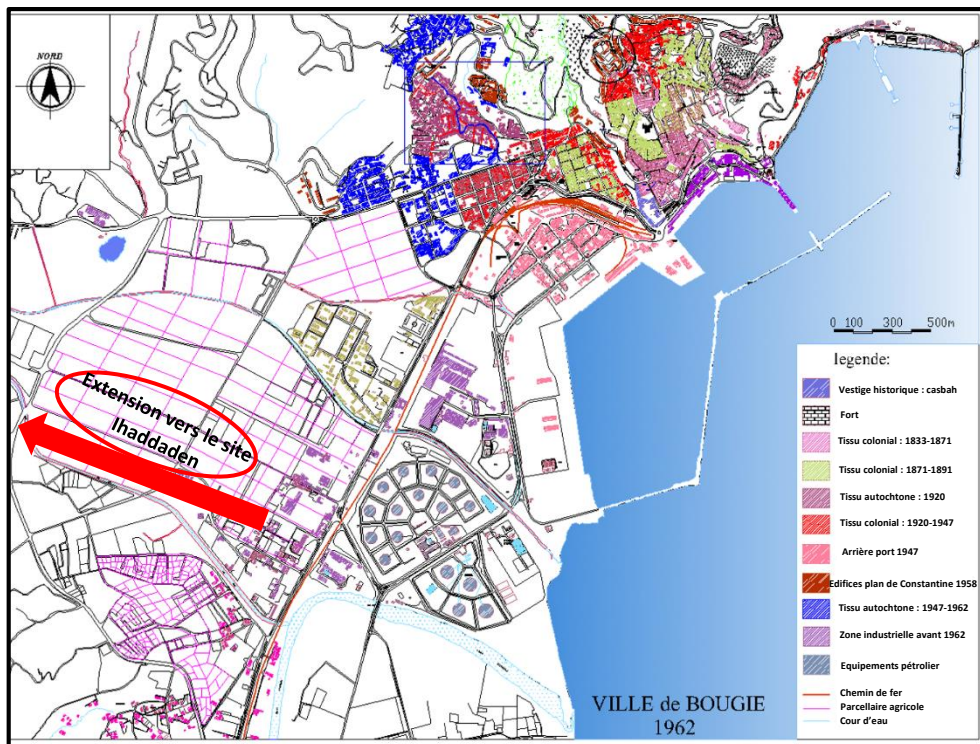 NORD
Extension vers le site
Ihaddaden
0 100 300 500m
legende:
Vestige historique : casbah
Fort
Tissu colonial : 1833-1871
Tissu colonial : 1871-1891
Tissu autochtone : 1920
Tissu colonial : 1920-1947
Arrière port 1947
Edifices plan de Constantine 1958
Tissu autochtone : 1947-1962
Zone industrielle avant 1962
Equipements pétrolier
Chemin de fer
Parcellaire agricole
Cour d'eau
VILLE de BOUGIE
1962